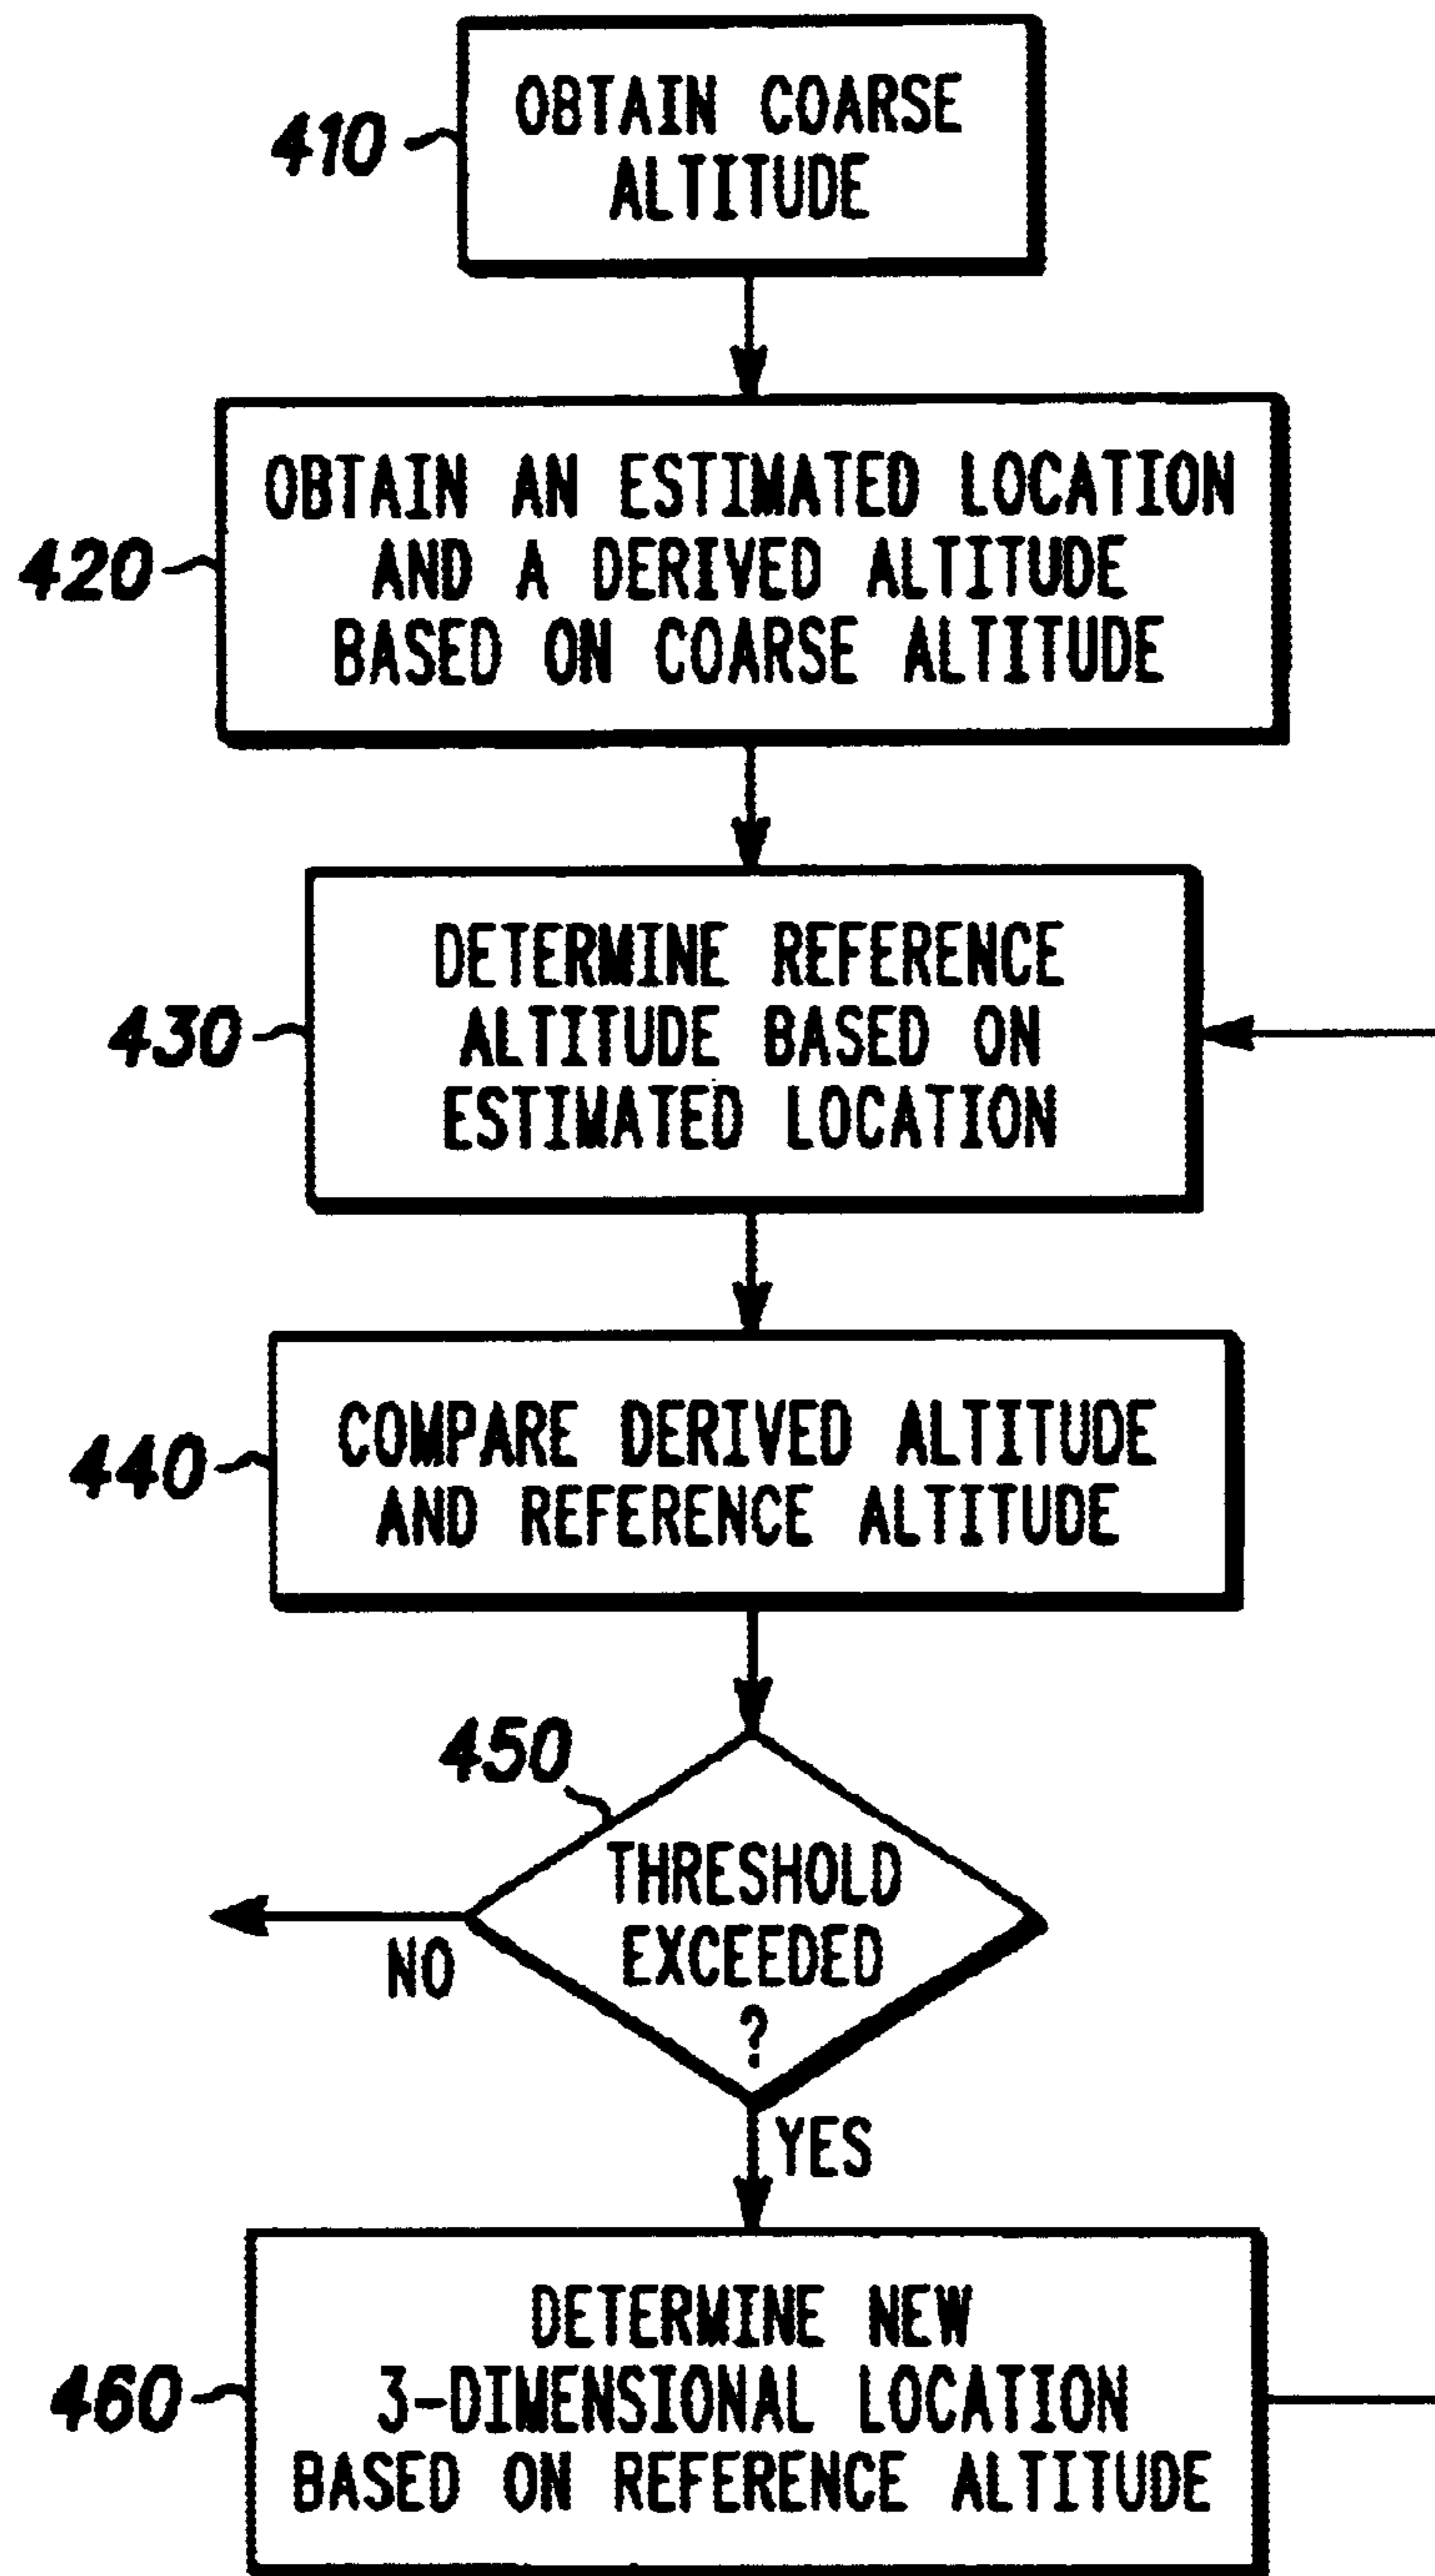 410
OBTAIN COARSE
ALTITUDE
420
OBTAIN AN ESTIMATED LOCATION
AND A DERIVED ALTITUDE
BASED ON COARSE ALTITUDE
430
DETERMINE REFERENCE
ALTITUDE BASED ON
ESTIMATED LOCATION
440
COMPARE DERIVED ALTITUDE
AND REFERENCE ALTITUDE
450
THRESHOLD
EXCEEDED
?
NO
YES
460
DETERMINE NEW
3-DIMENSIONAL LOCATION
BASED ON REFERENCE ALTITUDE